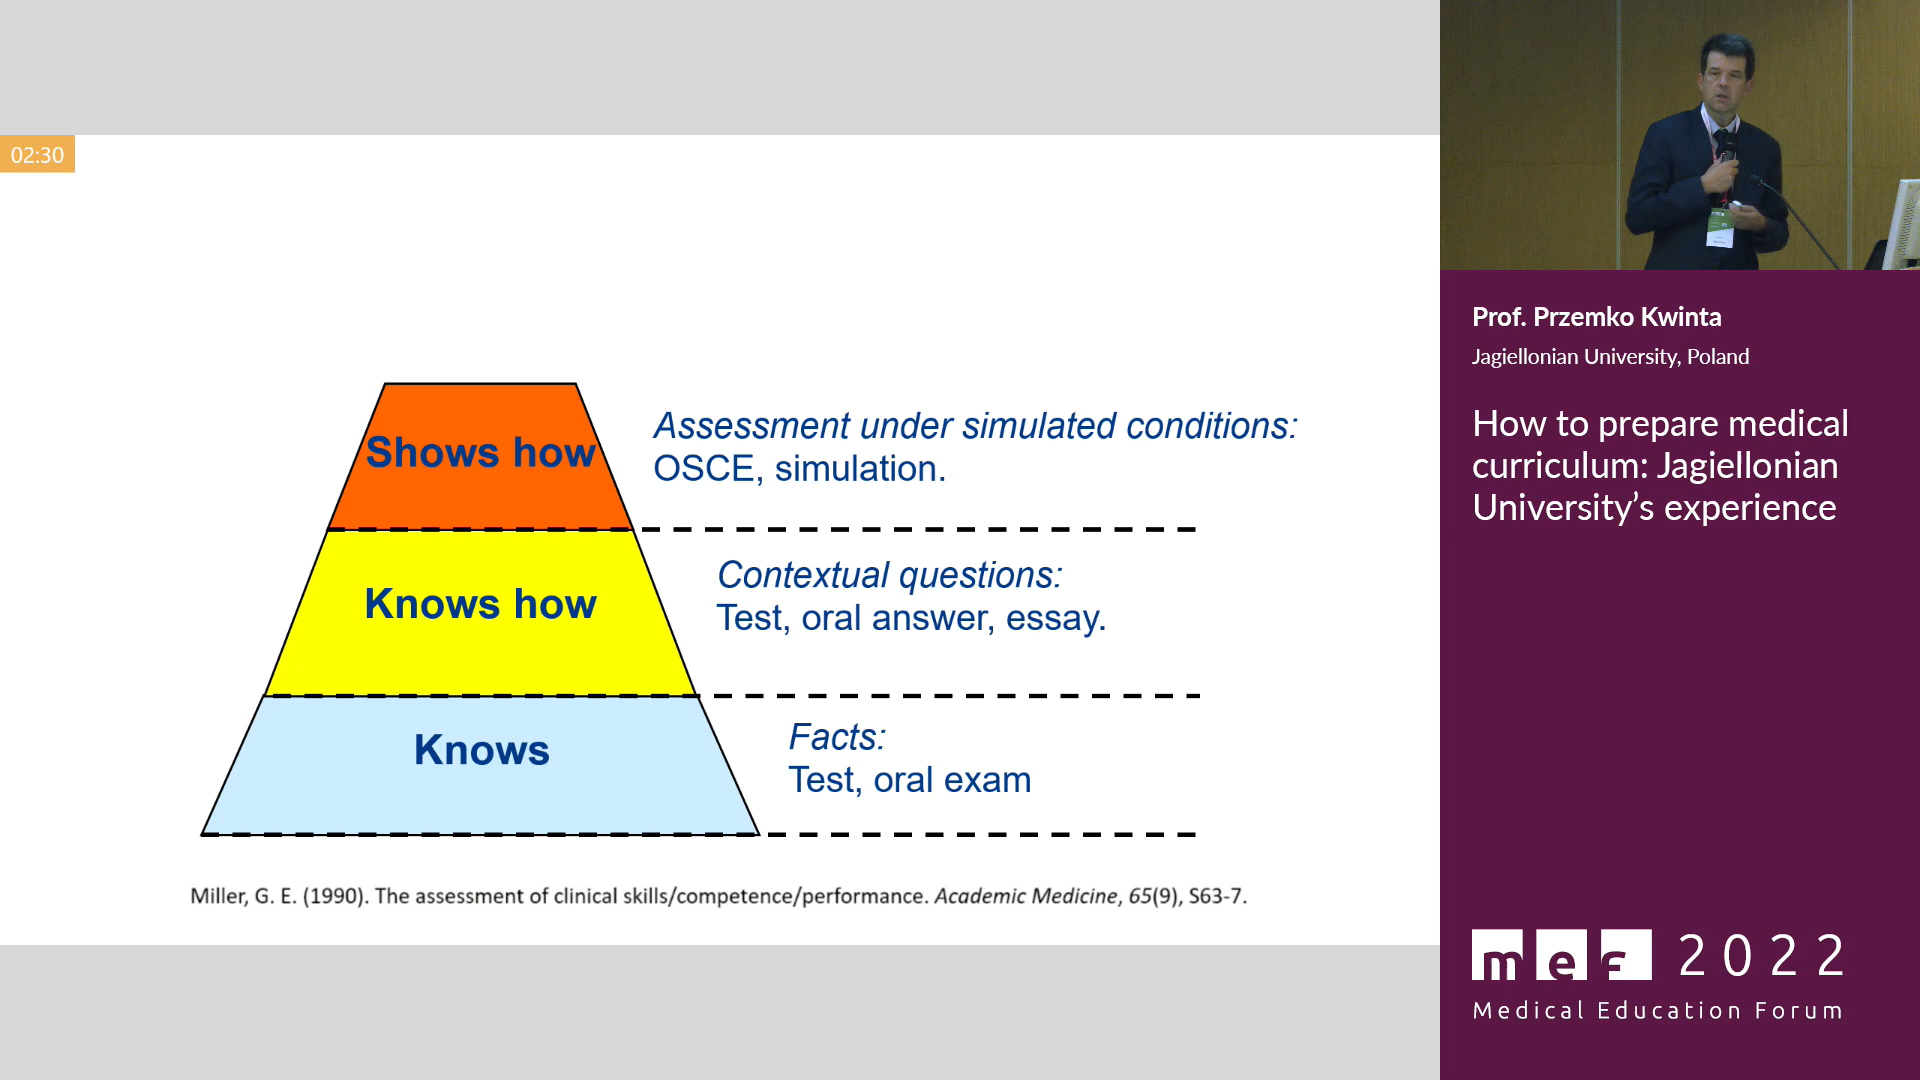 02:30
Shows how
Assessment under simulated conditions:
OSCE, simulation.
Knows how
Contextual questions:
Test, oral answer, essay.
Knows
Facts:
Test, oral exam
Miller, G. E. (1990). The assessment of clinical skills/competence/performance. Academic Medicine, 65(9), S63-7.
Prof. Przemko Kwinta
Jagiellonian University, Poland
How to prepare medical
curriculum: Jagiellonian
University’s experience
mef 2022
Medical Education Forum